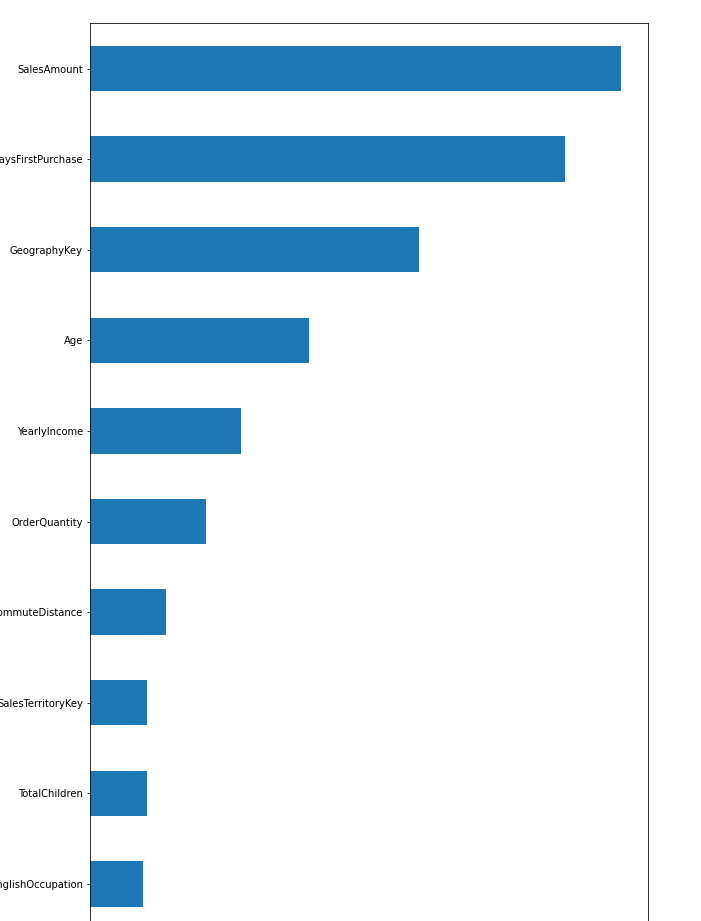 SalesAmount
aysFirstPurchase
GeographyKey
Age
YearlyIncome
OrderQuantity
ommuteDistance
SalesTerritoryKey
TotalChildren
nglishOccupation